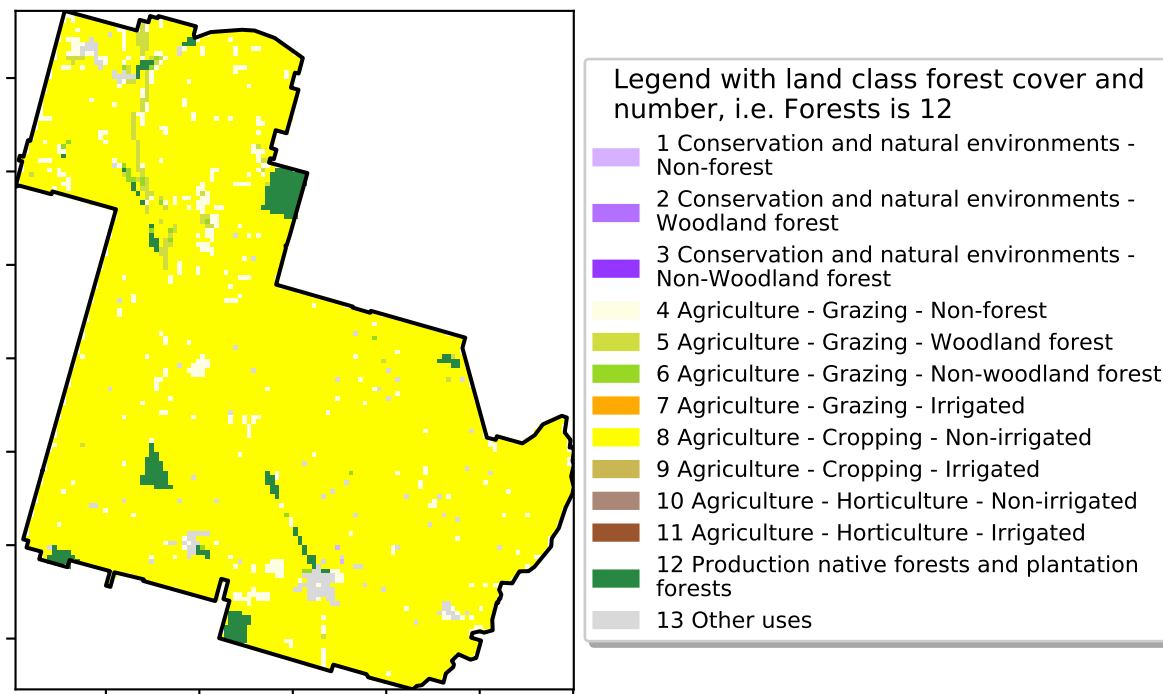 Legend with land class forest cover and
number, i.e. Forests is 12
1 Conservation and natural environments -
Non-forest
2 Conservation and natural environments -
Woodland forest
3 Conservation and natural environments -
Non-Woodland forest
4 Agriculture - Grazing - Non-forest
5 Agriculture - Grazing - Woodland forest
6 Agriculture - Grazing - Non-woodland forest
7 Agriculture - Grazing - Irrigated
8 Agriculture - Cropping - Non-irrigated
9 Agriculture - Cropping - Irrigated
10 Agriculture - Horticulture - Non-irrigated
11 Agriculture - Horticulture - Irrigated
12 Production native forests and plantation
forests
13 Other uses